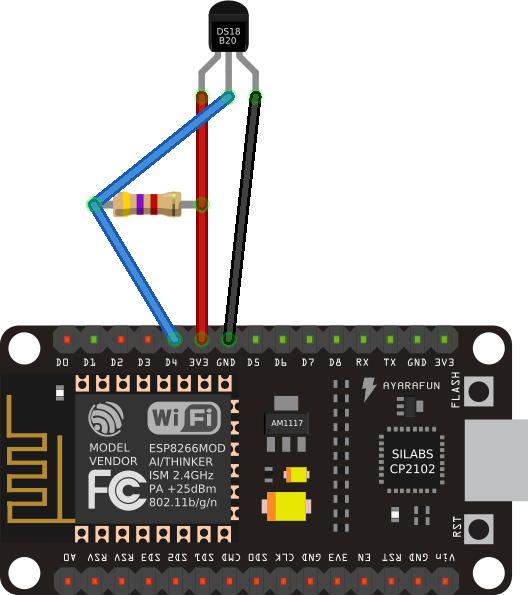 DS18
B20
D0 D1 D2 D3 D4 3V3 GND D5 D6 D7 D8 RX TX GND 3V3
AYARAFUN
FLASH
WiFi
AM1117
MODEL
VENDOR
ESP8266MOD
AI/THINKER
ISM 2.4GHz
PA +25dBm
802.11b/g/n
FC
SILABS
CP2102
RST
A0 RSV RSV SD3 SD2 SD1 CMD SD0 CLK GND 3V3 EN RST GND Vin